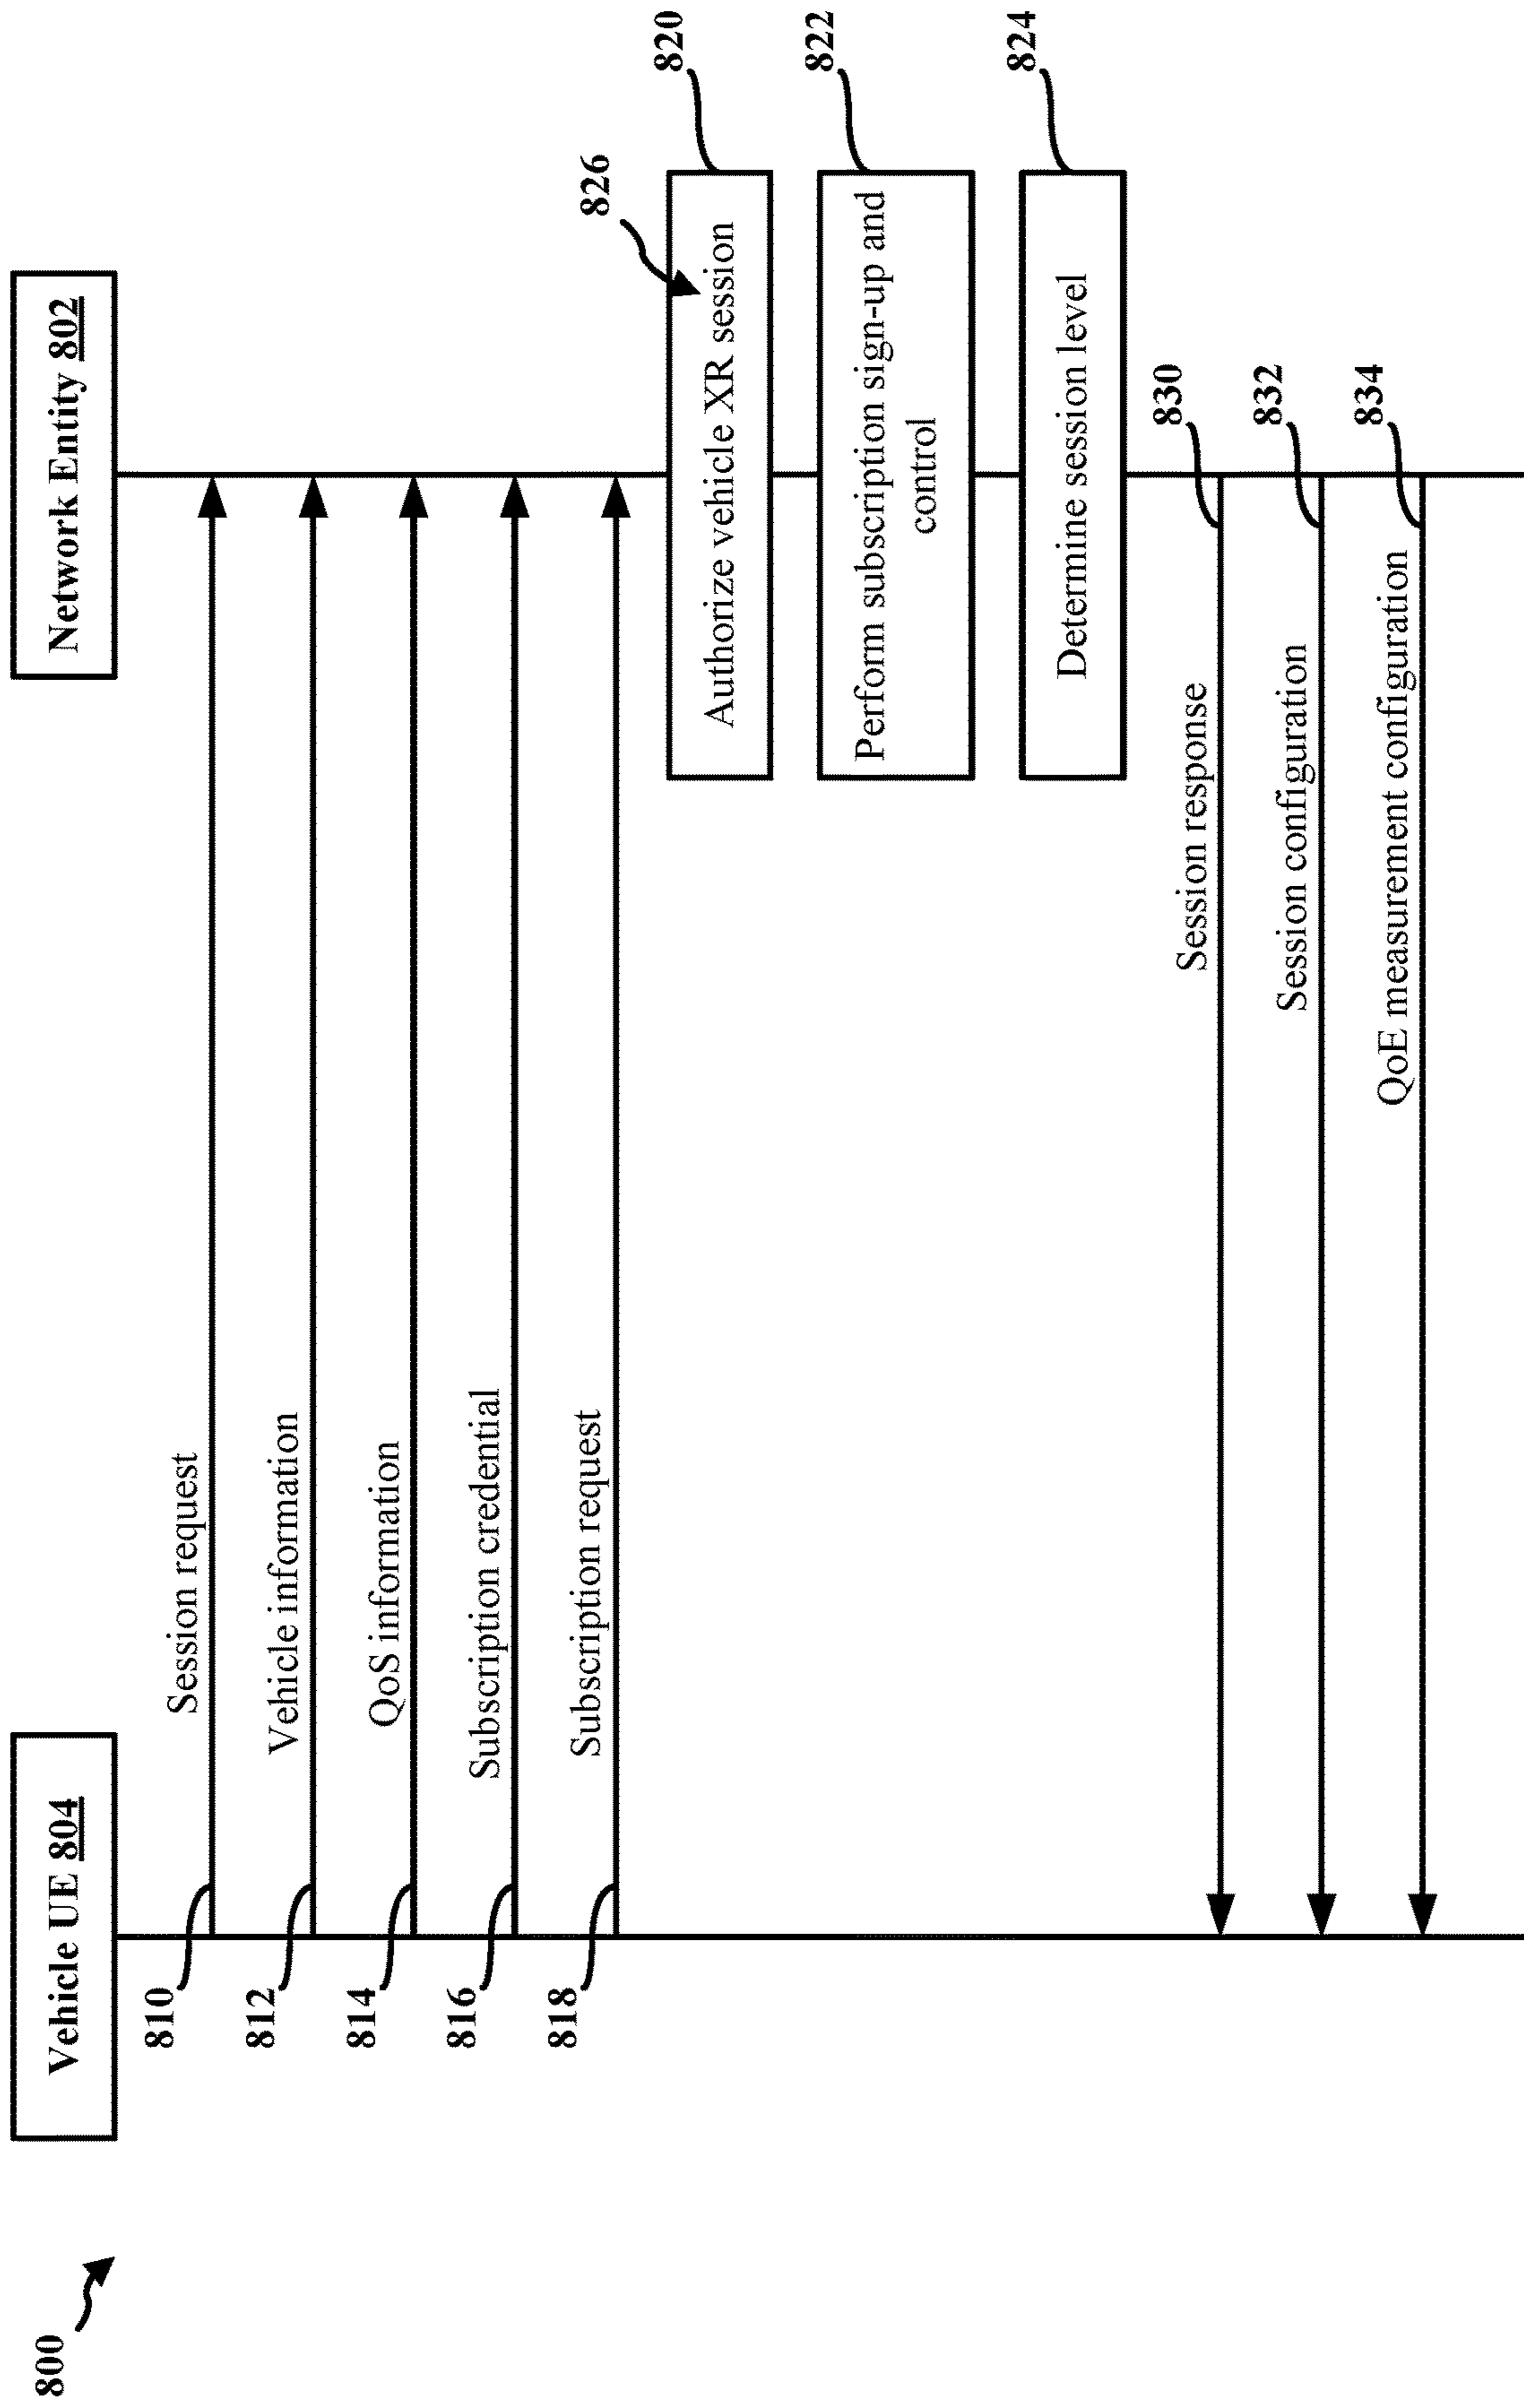 800
Vehicle UE 804
Network Entity 802
810
Session request
812
Vehicle information
814
QoS information
816
Subscription credential
818
Subscription request
826
Authorize vehicle XR session
820
Perform subscription sign-up and
control
822
Determine session level
824
Session response
830
Session configuration
832
QoE measurement configuration
834